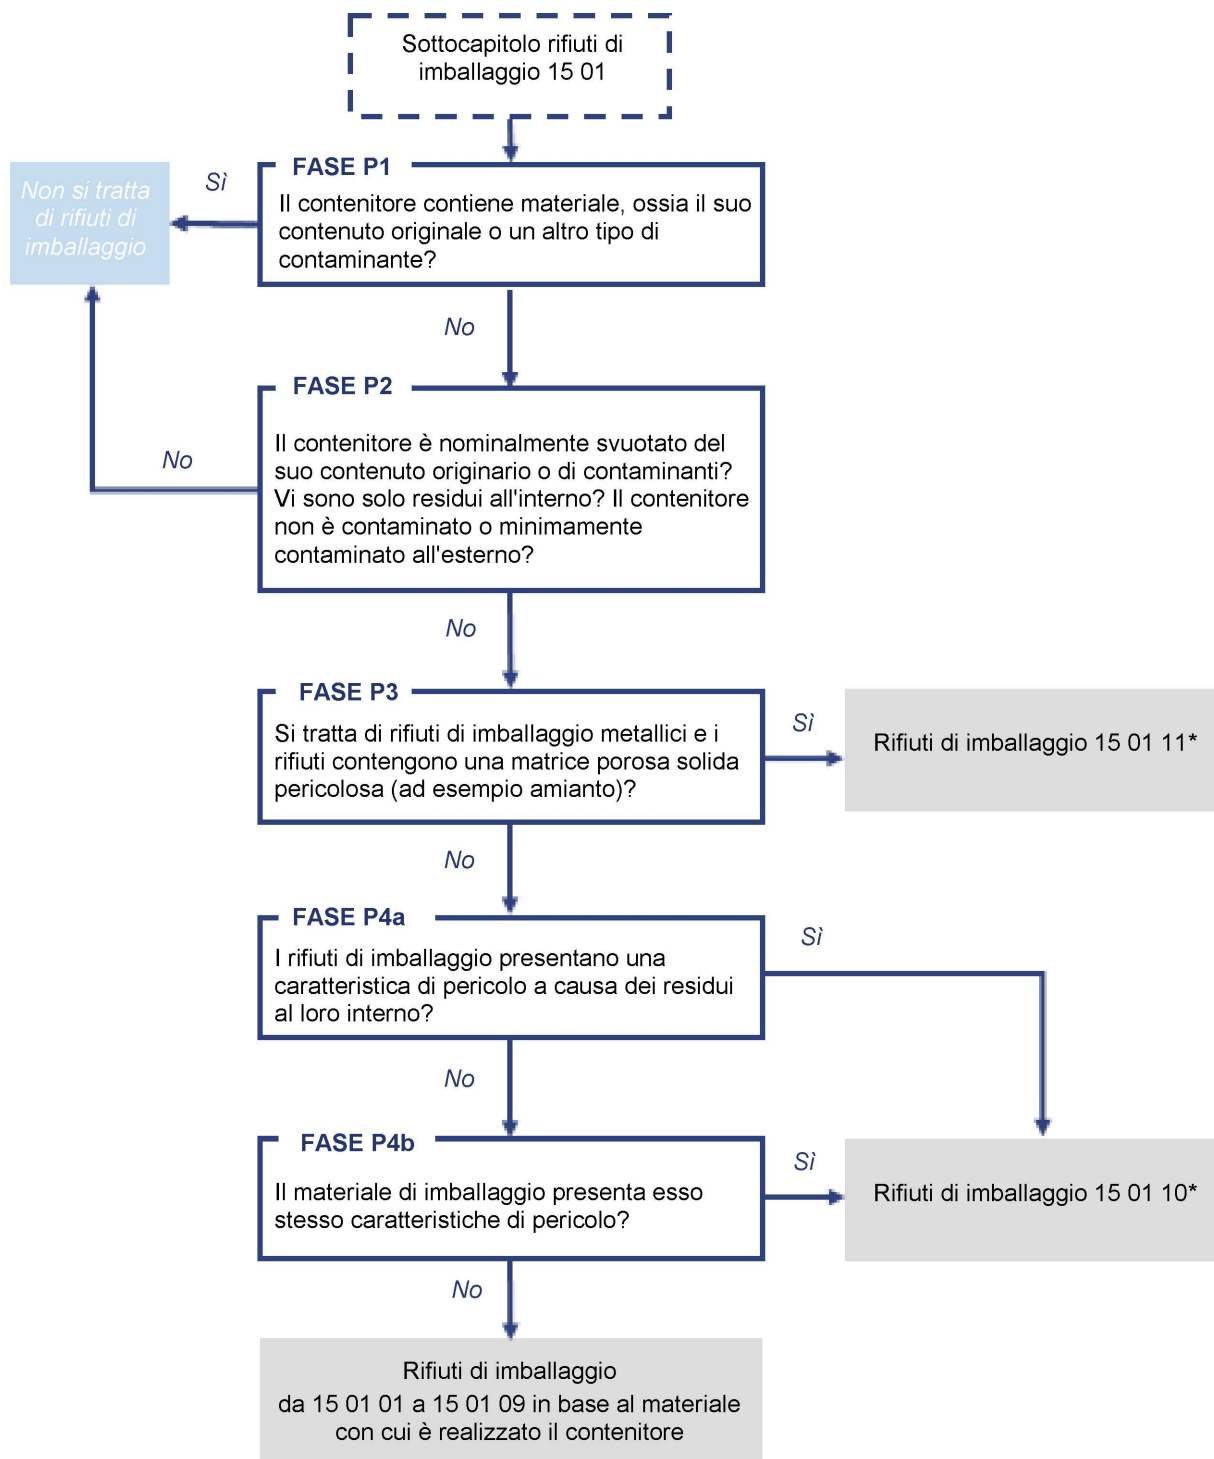 Sottocapitolo rifiuti di
imballaggio 15 01
FASE P1
Sì
Non si tratta
di rifiuti di
imballaggio
Il contenitore contiene materiale, ossia il suo
contenuto originale o un altro tipo di
contaminante?
No
FASE P2
No
Il contenitore è nominalmente svuotato del
suo contenuto originario o di contaminanti?
Vi sono solo residui all'interno? Il contenitore
non è contaminato o minimamente
contaminato all'esterno?
No
FASE P3
Si tratta di rifiuti di imballaggio metallici e i
rifiuti contengono una matrice porosa solida
pericolosa (ad esempio amianto)?
Sì
Rifiuti di imballaggio 15 01 11*
No
FASE P4a
I rifiuti di imballaggio presentano una
caratteristica di pericolo a causa dei residui
al loro interno?
Sì
No
FASE P4b
Il materiale di imballaggio presenta esso
stesso caratteristiche di pericolo?
Sì
Rifiuti di imballaggio 15 01 10*
No
Rifiuti di imballaggio
da 15 01 01 a 15 01 09 in base al materiale
con cui è realizzato il contenitore